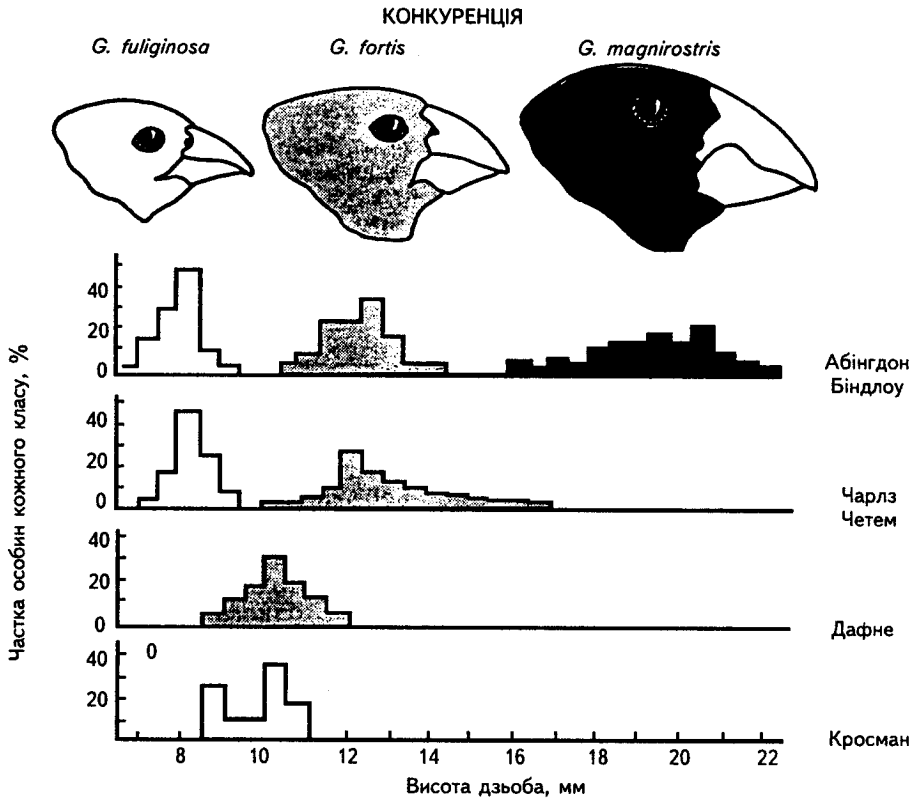 КОНКУРЕНЦІЯ
G. fuliginosa
G. fortis
G. magnirostris
Частка особин кожного класу, %
40
20
0
Абінгдон
Біндлоу
40
20
0
Чарлз
Четем
40
20
0
Дафне
40
0
20
Кросман
8 10 12 14 16 18 20 22
Висота дзьоба, мм